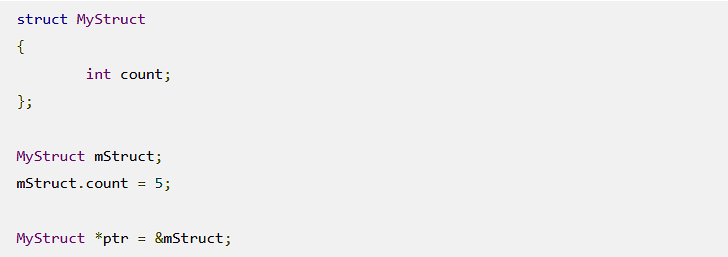 struct MyStruct
{
int count;
};
MyStruct mStruct;
mStruct.count = 5;
MyStruct *ptr = &mStruct;